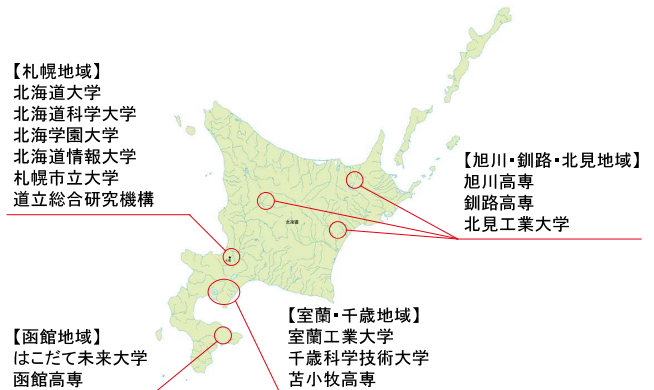 【札幌地域】
北海道大学
北海道科学大学
北海学園大学
北海道情報大学
札幌市立大学
道立総合研究機構
【旭川・釧路・北見地域】
旭川高専
釧路高専
北見工業大学
北海道
【室蘭・千歳地域】
室蘭工業大学
千歳科学技術大学
苫小牧高専
【函館地域】
はこだて未来大学
函館高専